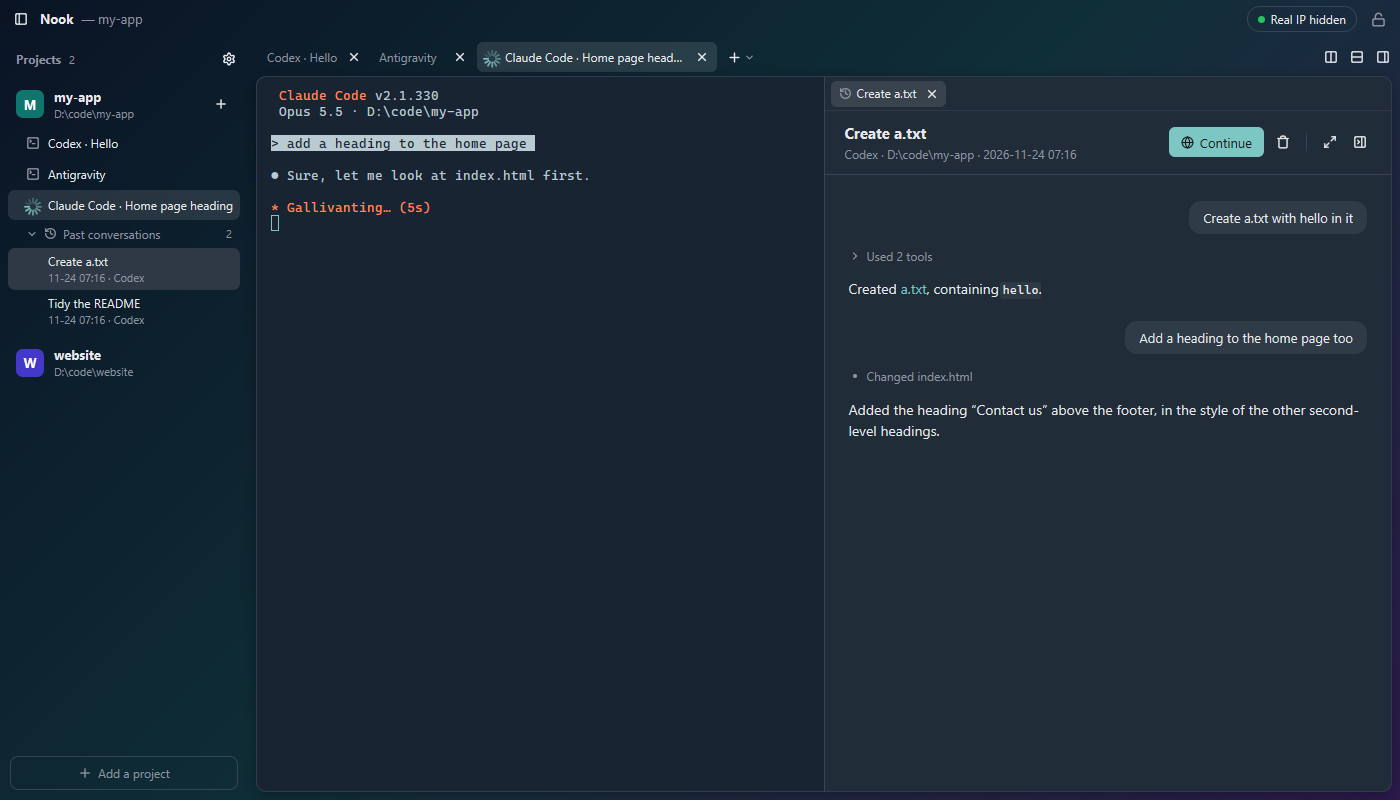 Nook — my-app
Real IP hidden
Projects 2
Codex · Hello
Antigravity
Claude Code · Home page head...
M
my-app
D:\code\my-app
Codex · Hello
Antigravity
Claude Code · Home page heading
Past conversations 2
Create a.txt
11-24 07:16 · Codex
Tidy the README
11-24 07:16 · Codex
W
website
D:\code\website
Add a project
Claude Code v2.1.330
Opus 5.5 · D:\code\my-app
> add a heading to the home page
● Sure, let me look at index.html first.
* Gallivanting… (5s)
Create a.txt
Create a.txt
Codex · D:\code\my-app · 2026-11-24 07:16
Continue
Create a.txt with hello in it
Used 2 tools
Created a.txt, containing hello.
Add a heading to the home page too
• Changed index.html
Added the heading “Contact us” above the footer, in the style of the other second-
level headings.